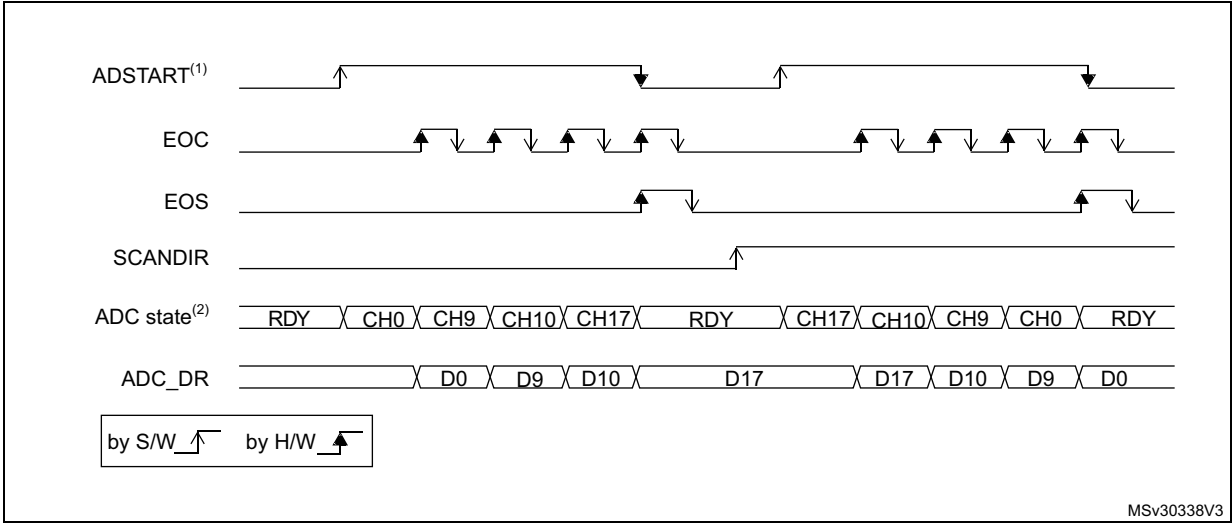 ADSTART(1)
EOC
EOS
SCANDIR
ADC state(2) RDY CH0 CH9 CH10 CH17 RDY CH17 CH10 CH9 CH0 RDY
ADC_DR D0 D9 D10 D17 D17 D10 D9 D0
by S/W by H/W
MSv30338V3